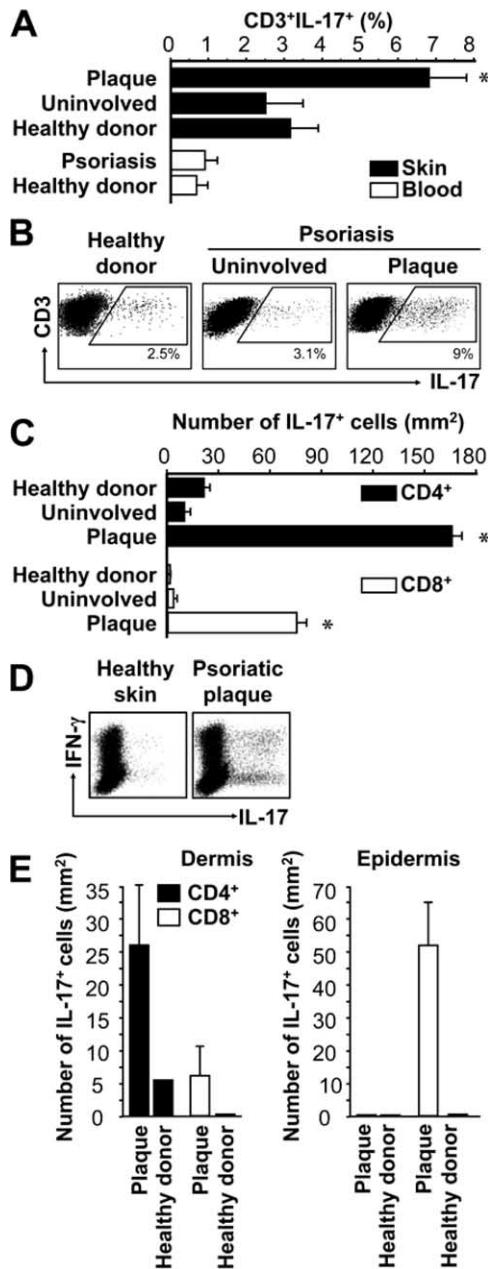 A
CD3+IL-17+ (%)
0 1 2 3 4 5 6 7 8
Plaque *
Uninvolved
Healthy donor
Psoriasis
Healthy donor
Skin
Blood
B
Healthy donor
Psoriasis
Uninvolved
Plaque
CD3
2.5%
3.1%
9%
IL-17
C
Number of IL-17+ cells (mm²)
0 30 60 90 120 150 180
Healthy donor
Uninvolved
Plaque *
CD4+
Healthy donor
Uninvolved
Plaque *
CD8+
D
Healthy skin
Psoriatic plaque
IFN-γ
IL-17
E
Dermis
Number of IL-17+ cells (mm²)
35
30
25
20
15
10
5
0
CD4+
CD8+
Plaque
Healthy donor
Plaque
Healthy donor
Epidermis
Number of IL-17+ cells (mm²)
70
60
50
40
30
20
10
0
Plaque
Healthy donor
Plaque
Healthy donor